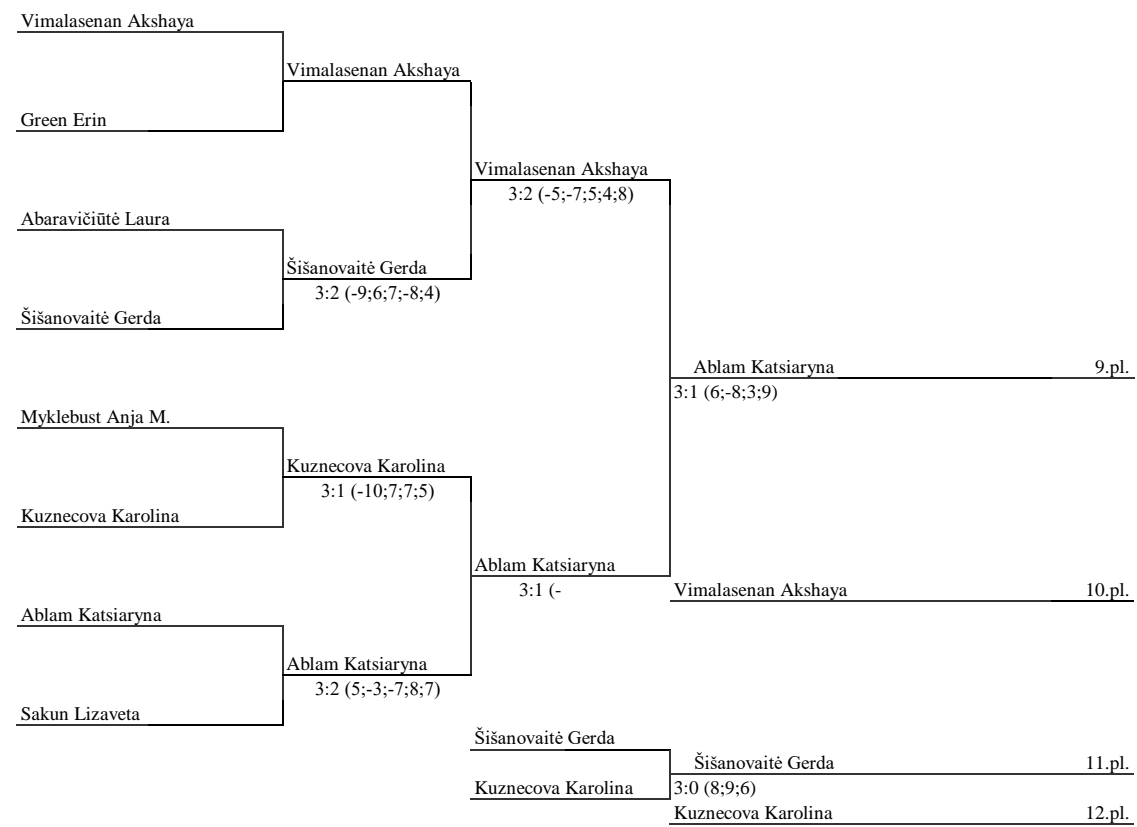 Vimalasenan Akshaya
Vimalasenan Akshaya
Green Erin
Vimalasenan Akshaya
3:2 (-5;-7;5;4;8)
Abaravičiūtė Laura
Šišanovaitė Gerda
3:2 (-9;6;7;-8;4)
Šišanovaitė Gerda
Ablam Katsiaryna 9.pl.
3:1 (6;-8;3;9)
Myklebust Anja M.
Kuznecova Karolina
3:1 (-10;7;7;5)
Kuznecova Karolina
Ablam Katsiaryna
3:1 (-
Vimalasenan Akshaya 10.pl.
Ablam Katsiaryna
Ablam Katsiaryna
3:2 (5;-3;-7;8;7)
Sakun Lizaveta
Šišanovaitė Gerda
Šišanovaitė Gerda 11.pl.
Kuznecova Karolina
3:0 (8;9;6)
Kuznecova Karolina 12.pl.